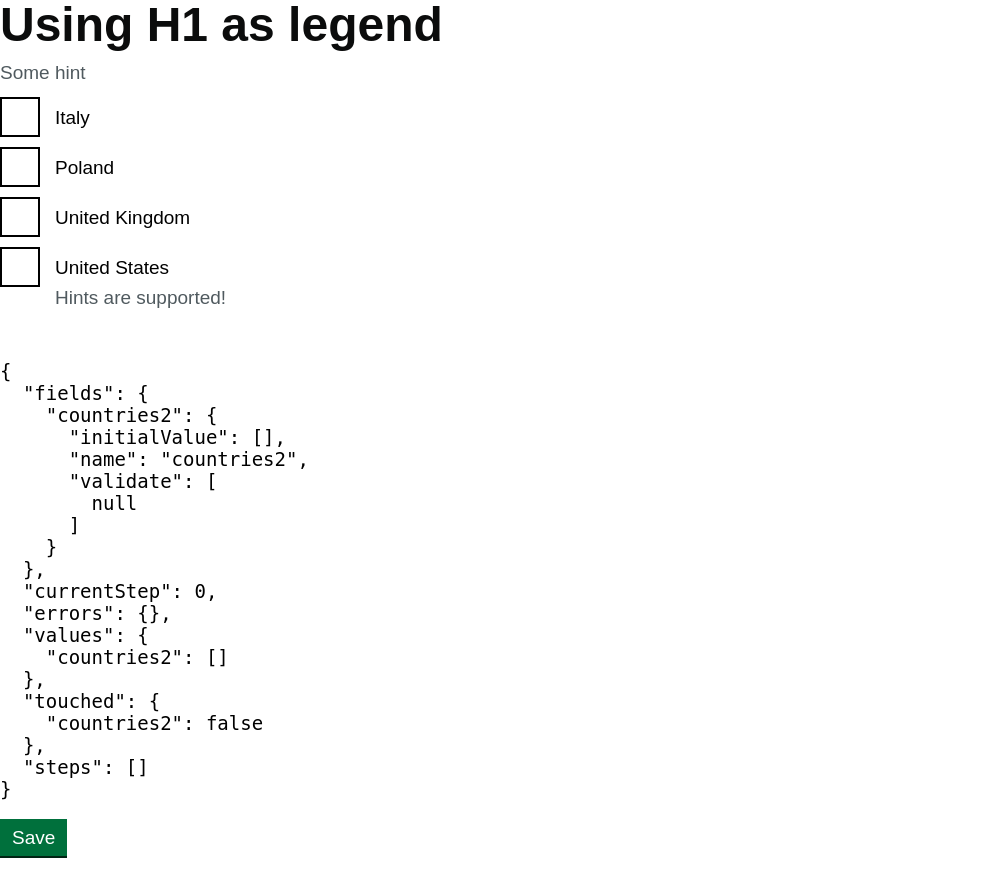 Using H1 as legend
Some hint
Italy
Poland
United Kingdom
United States
Hints are supported!
{
  "fields": {
    "countries2": {
      "initialValue": [],
      "name": "countries2",
      "validate": [
        null
      ]
    }
  },
  "currentStep": 0,
  "errors": {},
  "values": {
    "countries2": []
  },
  "touched": {
    "countries2": false
  },
  "steps": []
}
Save